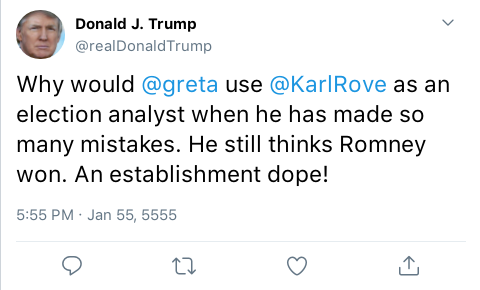 Donald J. Trump
@realDonaldTrump
Why would @greta use @KarlRove as an
election analyst when he has made so
many mistakes. He still thinks Romney
won. An establishment dope!
5:55 PM · Jan 55, 5555